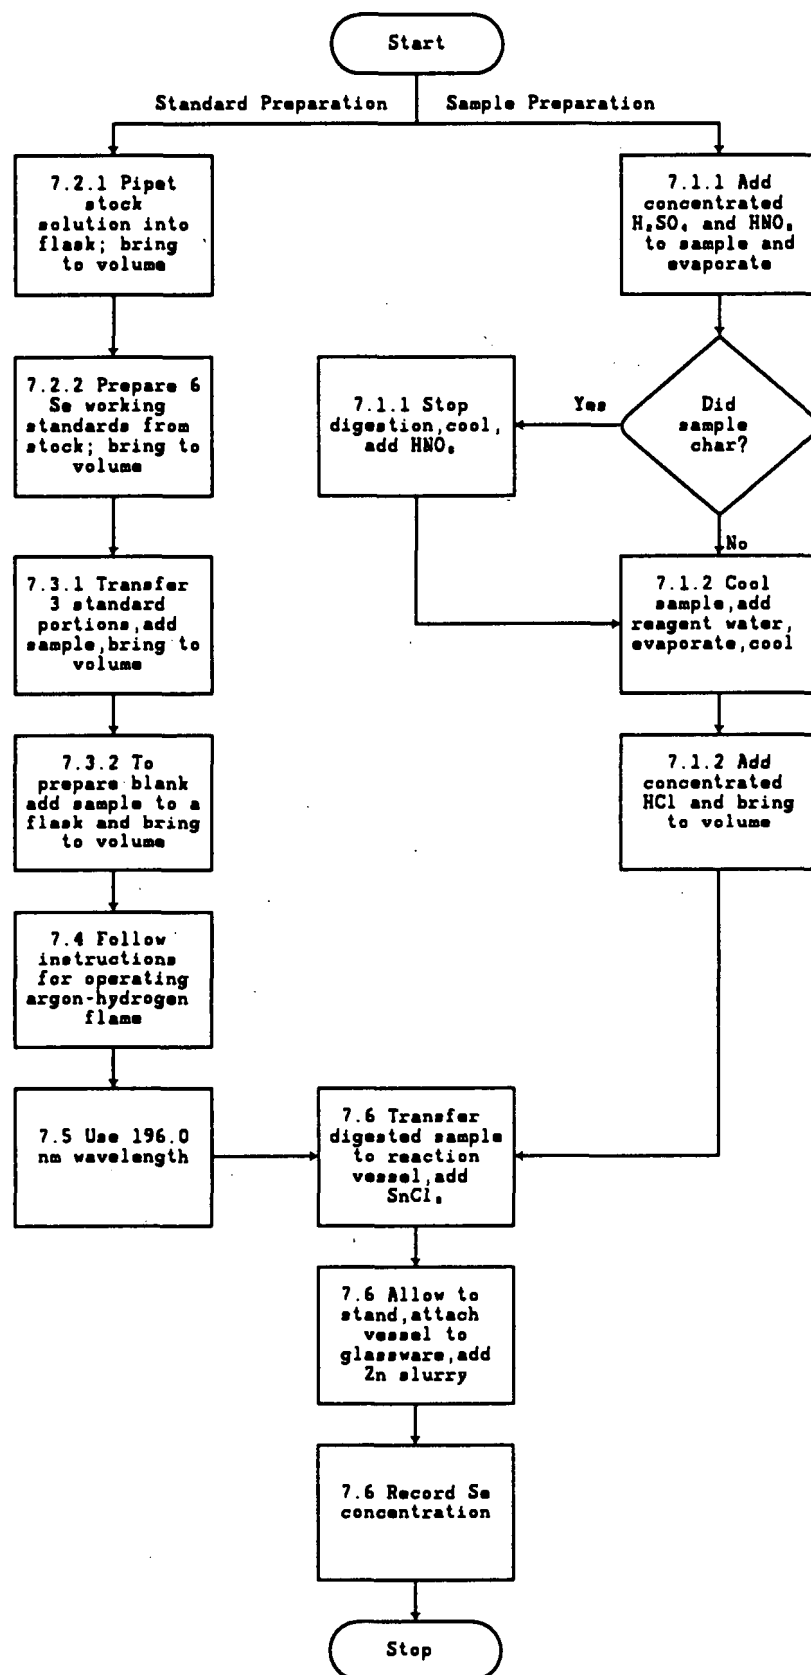 Start
Standard Preparation
Sample Preparation
7.2.1 Pipet
stock
solution into
flask; bring
to volume
7.1.1 Add
concentrated
H₂SO₄ and HNO₃
to sample and
evaporate
7.2.2 Prepare 6
Se working
standards from
stock; bring to
volume
7.1.1 Stop
digestion,cool,
add HNO₃
Yes
Did
sample
char?
No
7.3.1 Transfer
3 standard
portions,add
sample,bring to
volume
7.1.2 Cool
sample,add
reagent water,
evaporate,cool
7.3.2 To
prepare blank
add sample to a
flask and bring
to volume
7.1.2 Add
concentrated
HCl and bring
to volume
7.4 Follow
instructions
for operating
argon-hydrogen
flame
7.5 Use 196.0
nm wavelength
7.6 Transfer
digested sample
to reaction
vessel,add
SnCl₂
7.6 Allow to
stand,attach
vessel to
glassware,add
2n slurry
7.6 Record Se
concentration
Stop